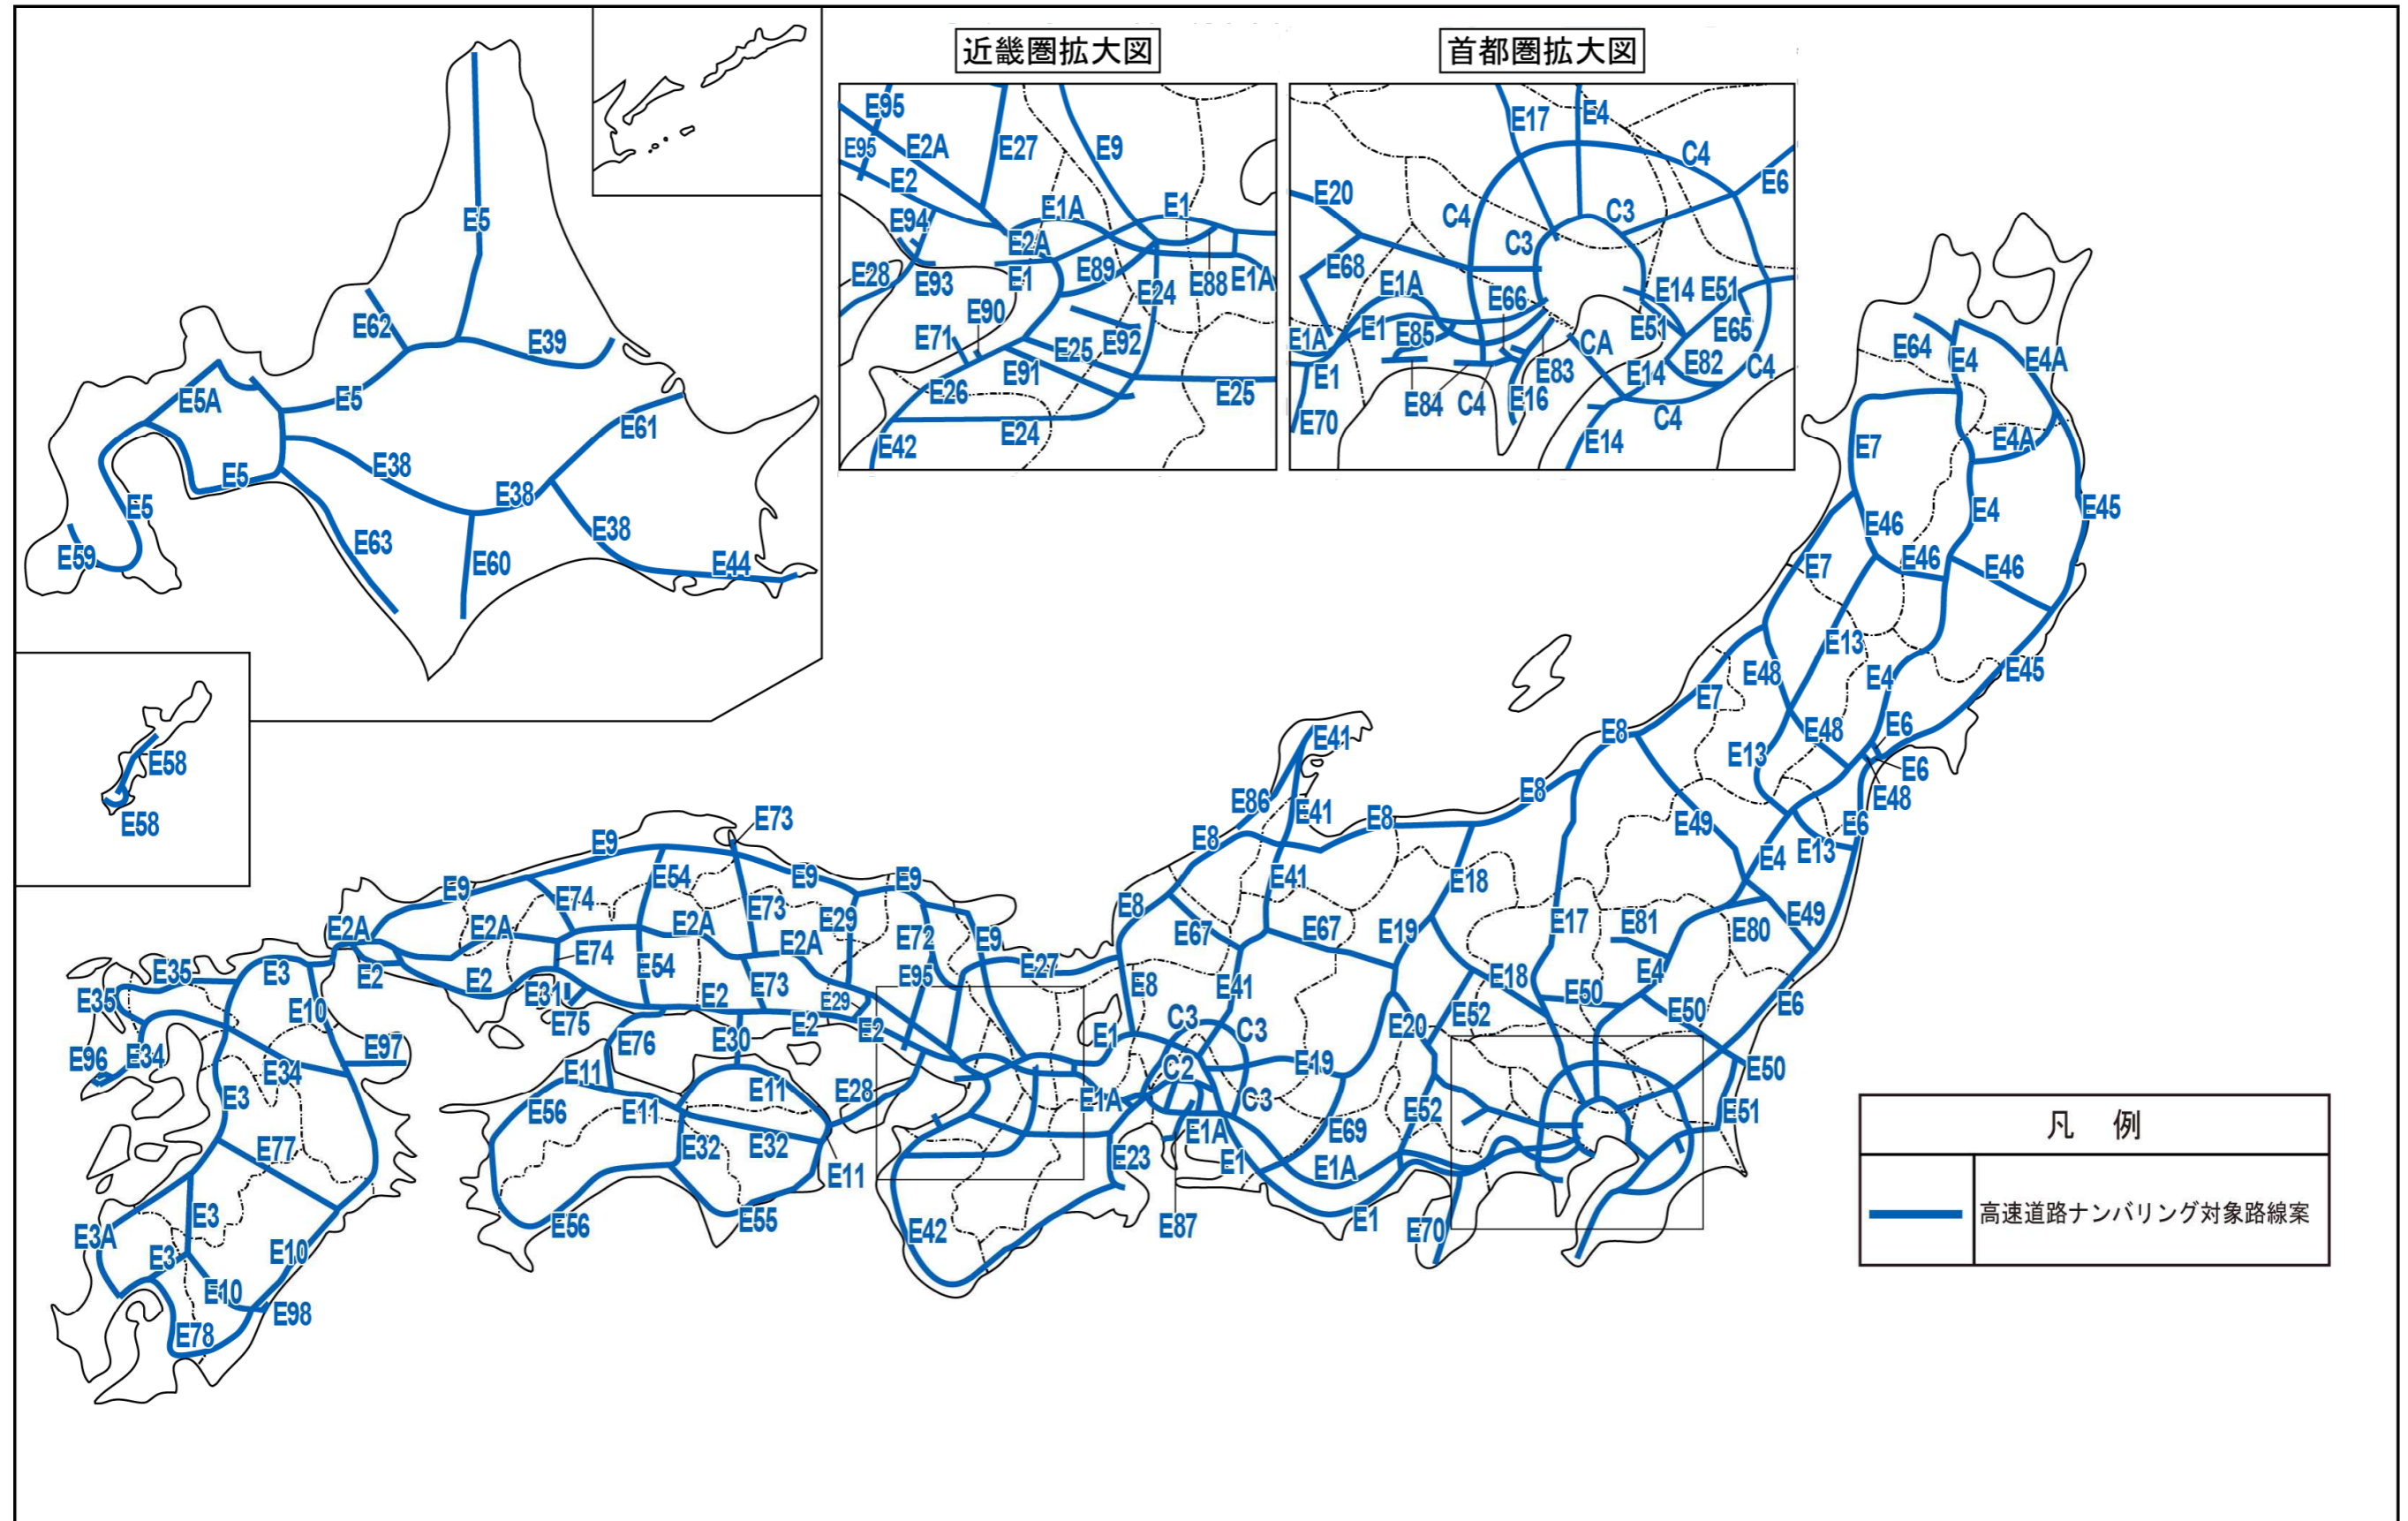 近畿圏拡大図
首都圏拡大図
E5
E62
E39
E5A
E5
E61
E38
E38
E5
E5
E38
E63
E59
E60
E44
E95
E95
E2A
E27
E9
E2
E94
E1A
E1
E2A
E28
E93
E1
E89
E88
E1A
E24
E90
E71
E25
E92
E91
E26
E25
E24
E42
E17
E4
C4
E6
E20
C4
C3
C3
E68
E1A
E66
E14
E51
E1A
E1
E85
E51
E65
CA
E1
E83
E14
E82
C4
E84
C4
E16
C4
E70
E14
E64
E4
E4A
E4A
E7
E4
E45
E46
E46
E46
E7
E13
E45
E48
E4
E7
E48
E6
E13
E6
E48
E8
E58
E58
E41
E8
E86
E41
E8
E49
E6
E73
E8
E4
E13
E9
E9
E54
E9
E9
E41
E18
E74
E8
E73
E29
E17
E81
E49
E2A
E2A
E2A
E2A
E72
E9
E67
E67
E19
E80
E74
E54
E27
E35
E3
E2
E2
E95
E4
E18
E8
E41
E73
E35
E31
E2
E29
E50
E50
E6
E10
E75
E2
E2
E20
E52
C3
C3
E76
E30
E1
E96
E34
E97
E19
C2
E50
E34
E11
E11
E28
E3
E56
E11
E1A
C3
E52
E51
E77
E32
E32
E1A
E69
E11
E23
E1
E1A
E3
E56
E55
E87
E1
E70
E3A
E42
E3
E10
E10
E98
E78
凡 例
高速道路ナンバリング対象路線案